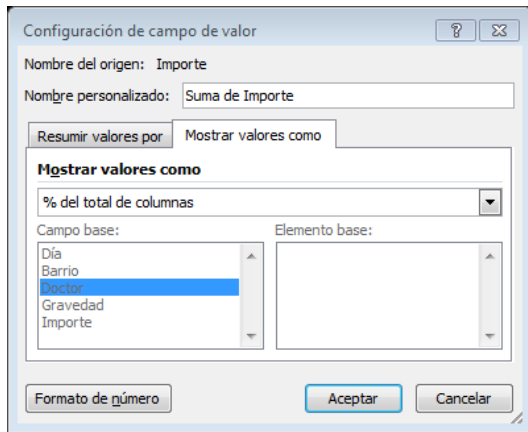 Configuración de campo de valor
Nombre del origen: Importe
Nombre personalizado: Suma de Importe
Resumir valores por Mostrar valores como
Mostrar valores como
% del total de columnas
Campo base: Elemento base:
Día
Barrio
Doctor
Gravedad
Importe
Formato de número Aceptar Cancelar